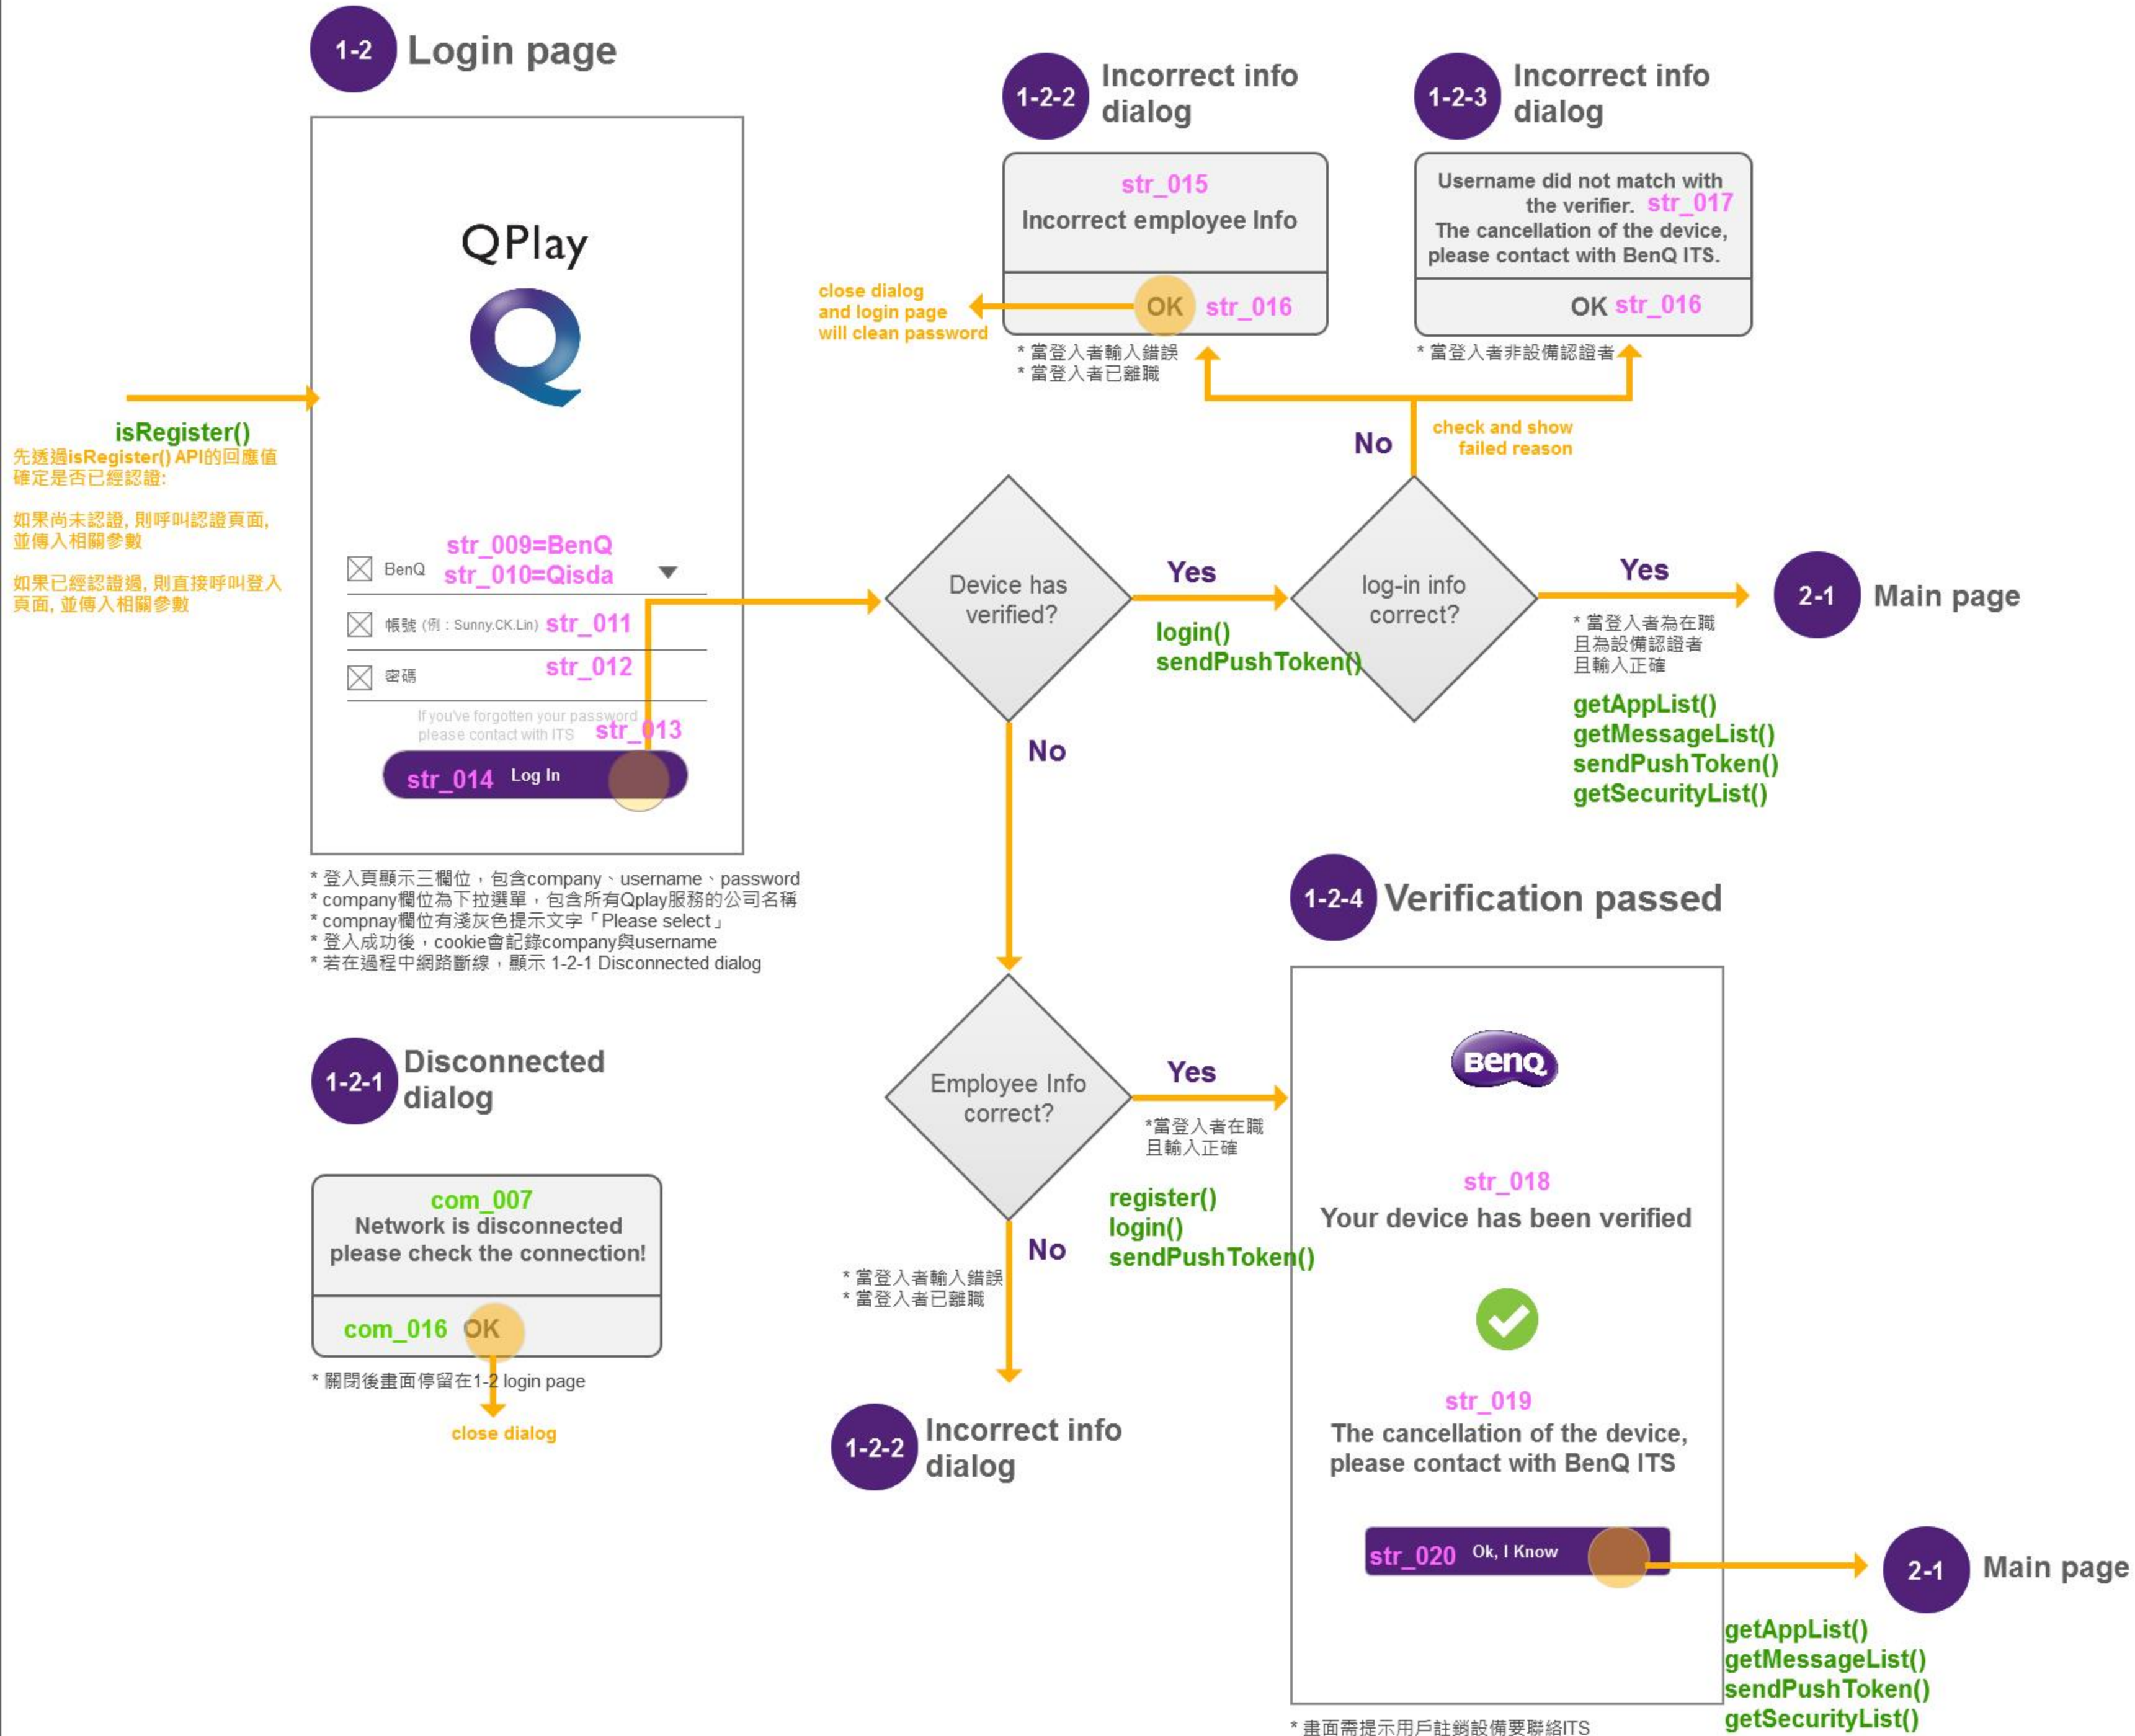 1-2 Login page
QPlay
isRegister()
先透過isRegister() API的回應值
確定是否已經認證:
如果尚未認證, 則呼叫認證頁面,
並傳入相關參數
如果已經認證過, 則直接呼叫登入
頁面, 並傳入相關參數
str_009=BenQ
BenQ
str_010=Qisda
帳號 (例：Sunny.CK.Lin) str_011
密碼 str_012
If you've forgotten your password
please contact with ITS str_013
str_014 Log In
* 登入頁顯示三欄位，包含company、username、password
* company欄位為下拉選單，包含所有Qplay服務的公司名稱
* compnay欄位有淺灰色提示文字「Please select」
* 登入成功後，cookie會記錄company與username
* 若在過程中網路斷線，顯示 1-2-1 Disconnected dialog
1-2-1 Disconnected
dialog
com_007
Network is disconnected
please check the connection!
com_016 OK
* 關閉後畫面停留在1-2 login page
close dialog
1-2-2 Incorrect info
dialog
str_015
Incorrect employee Info
OK str_016
close dialog
and login page
will clean password
* 當登入者輸入錯誤
* 當登入者已離職
1-2-3 Incorrect info
dialog
Username did not match with
the verifier. str_017
The cancellation of the device,
please contact with BenQ ITS.
OK str_016
* 當登入者非設備認證者
No
check and show
failed reason
Device has
verified?
Yes
login()
sendPushToken()
log-in info
correct?
Yes
* 當登入者為在職
且為設備認證者
且輸入正確
getAppList()
getMessageList()
sendPushToken()
getSecurityList()
2-1 Main page
No
Employee Info
correct?
Yes
*當登入者在職
且輸入正確
register()
login()
sendPushToken()
No
* 當登入者輸入錯誤
* 當登入者已離職
1-2-2 Incorrect info
dialog
1-2-4 Verification passed
BenQ
str_018
Your device has been verified
str_019
The cancellation of the device,
please contact with BenQ ITS
str_020 Ok, I Know
* 畫面需提示用戶註銷設備要聯絡ITS
2-1 Main page
getAppList()
getMessageList()
sendPushToken()
getSecurityList()